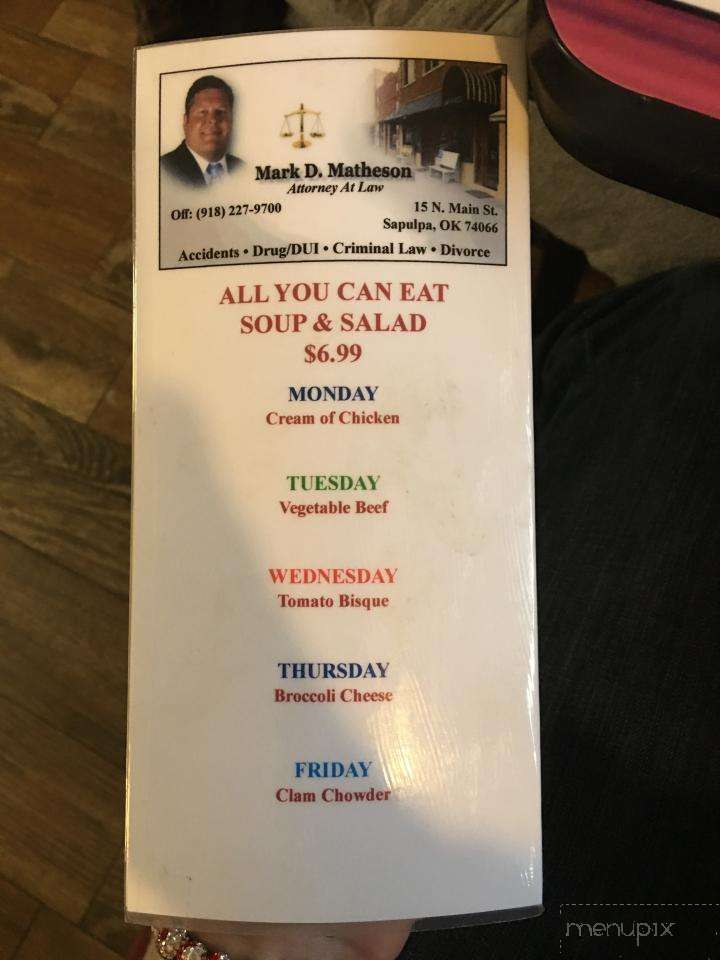 Mark D. Matheson
Attorney At Law
Off: (918) 227-9700
15 N. Main St.
Sapulpa, OK 74066
Accidents • Drug/DUI • Criminal Law • Divorce
ALL YOU CAN EAT
SOUP & SALAD
$6.99
MONDAY
Cream of Chicken
TUESDAY
Vegetable Beef
WEDNESDAY
Tomato Bisque
THURSDAY
Broccoli Cheese
FRIDAY
Clam Chowder
menupix